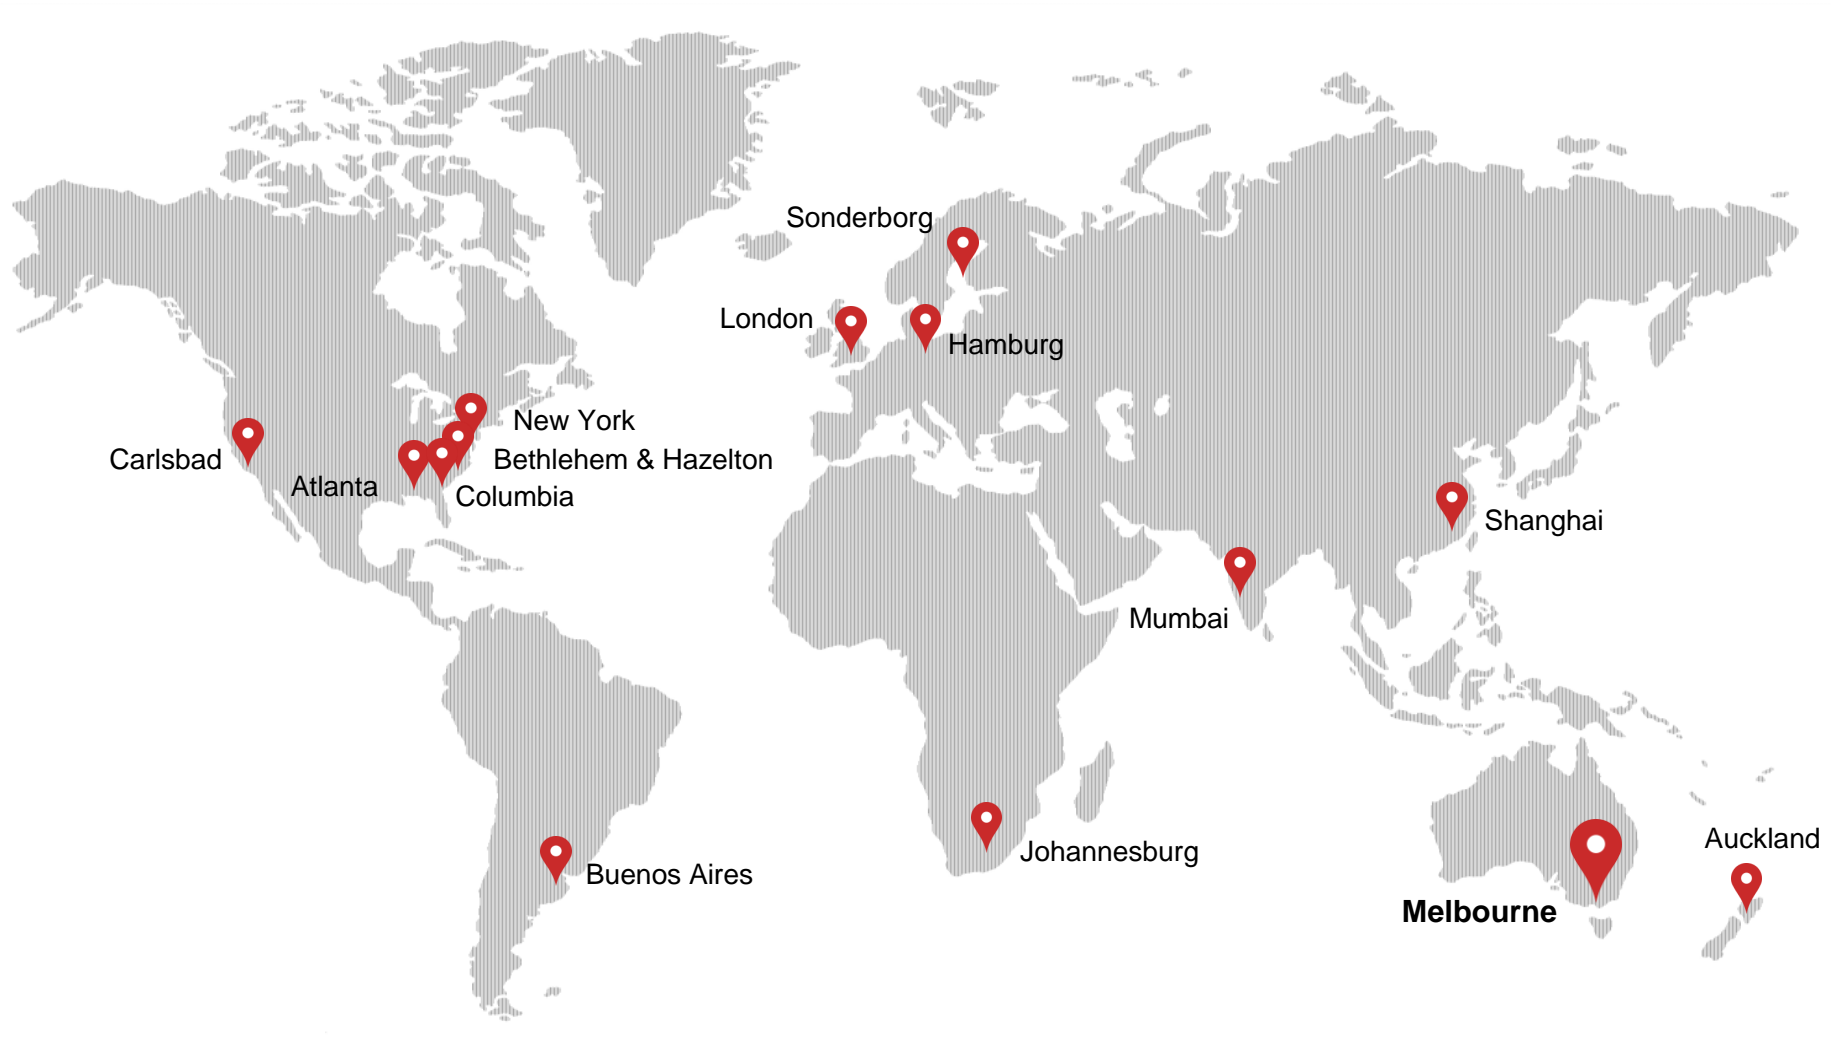 Sonderborg
London
Hamburg
New York
Carlsbad
Bethlehem & Hazelton
Atlanta
Columbia
Shanghai
Mumbai
Auckland
Johannesburg
Buenos Aires
Melbourne